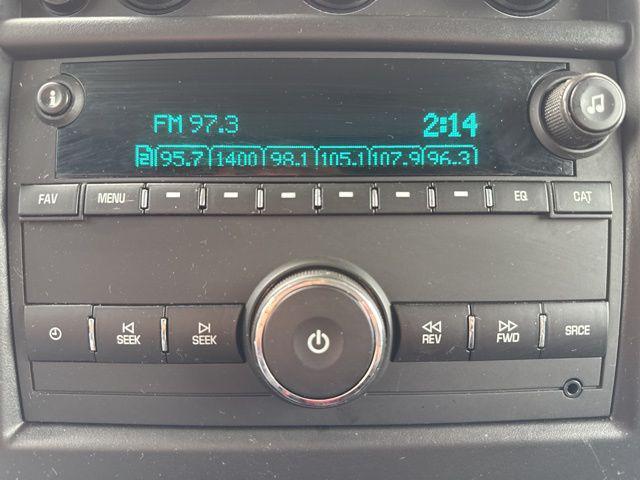 FM 97.3 2:14
2 95.7 1400 98.1 105.1 107.9 96.3
FAV MENU EQ CAT
SEEK SEEK REV FWD SRCE